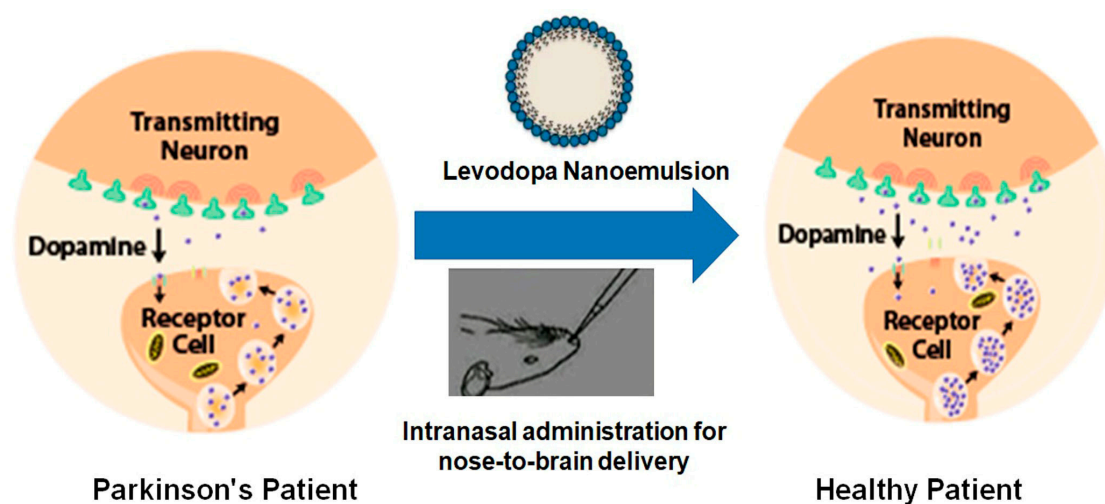 Transmitting
Neuron
Dopamine
Receptor
Cell
Parkinson's Patient
Levodopa Nanoemulsion
Intranasal administration for
nose-to-brain delivery
Transmitting
Neuron
Dopamine
Receptor
Cell
Healthy Patient